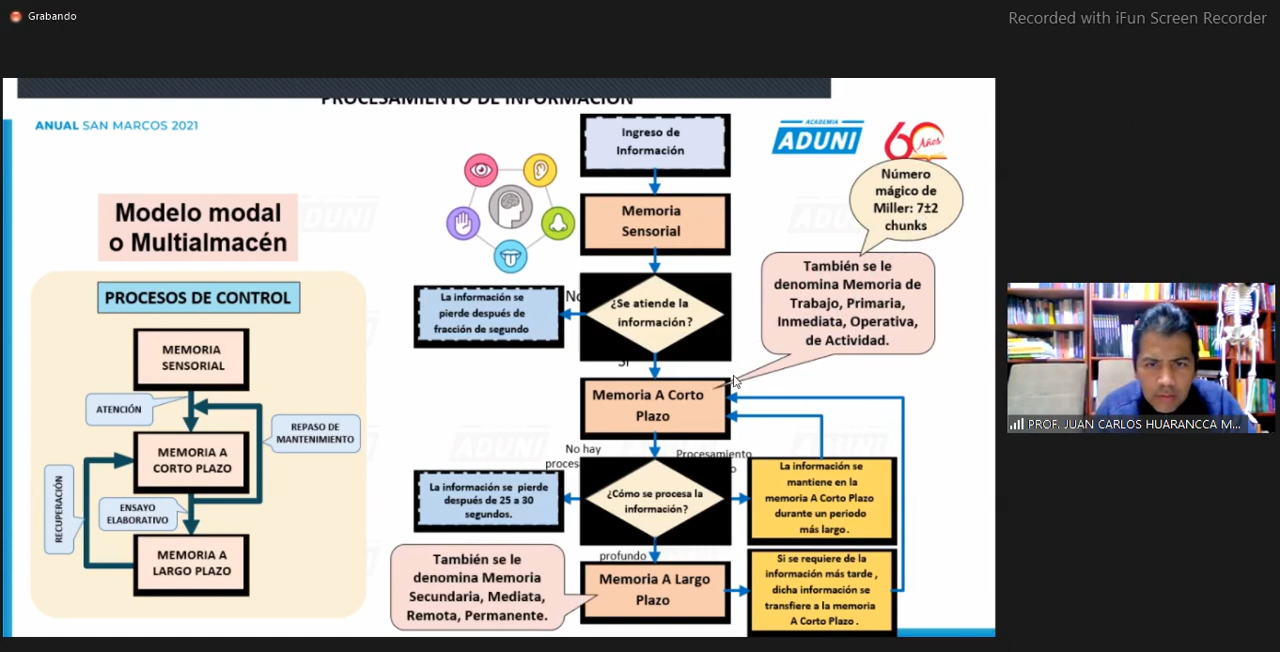 Grabando
Recorded with iFun Screen Recorder
PROCESAMIENTO DE INFORMACIÓN
ANUAL SAN MARCOS 2021
ACADEMIA
ADUNI
60 Años
Modelo modal
o Multialmacén
PROCESOS DE CONTROL
MEMORIA
SENSORIAL
ATENCIÓN
REPASO DE
MANTENIMIENTO
MEMORIA A
CORTO PLAZO
RECUPERACIÓN
ENSAYO
ELABORATIVO
MEMORIA A
LARGO PLAZO
Ingreso de
Información
Memoria
Sensorial
Número
mágico de
Miller: 7±2
chunks
La información se
pierde después de
fracción de segundo
No
¿Se atiende la
información?
También se le
denomina Memoria de
Trabajo, Primaria,
Inmediata, Operativa,
de Actividad.
Memoria A Corto
Plazo
No hay
Procesamiento
La información se pierde
después de 25 a 30
segundos.
¿Cómo se procesa la
información?
La información se
mantiene en la
memoria A Corto Plazo
durante un periodo
más largo.
profundo
También se le
denomina Memoria
Secundaria, Mediata,
Remota, Permanente.
Memoria A Largo
Plazo
Si se requiere de la
información más tarde ,
dicha información se
transfiere a la memoria
A Corto Plazo .
PROF. JUAN CARLOS HUARANCCA M...